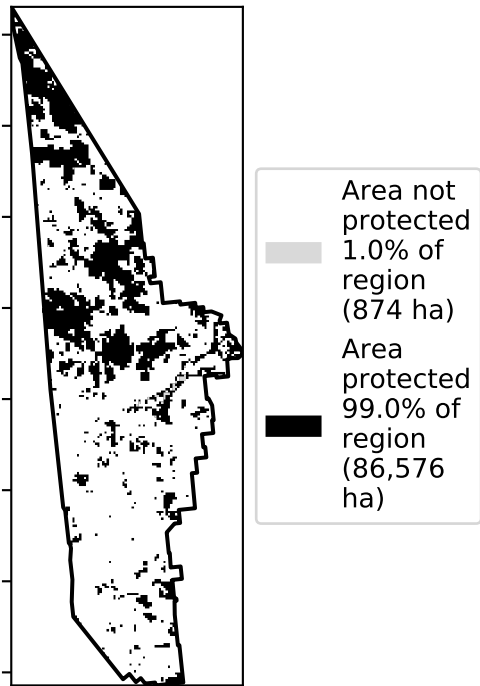 Area not
protected
1.0% of
region
(874 ha)
Area
protected
99.0% of
region
(86,576
ha)